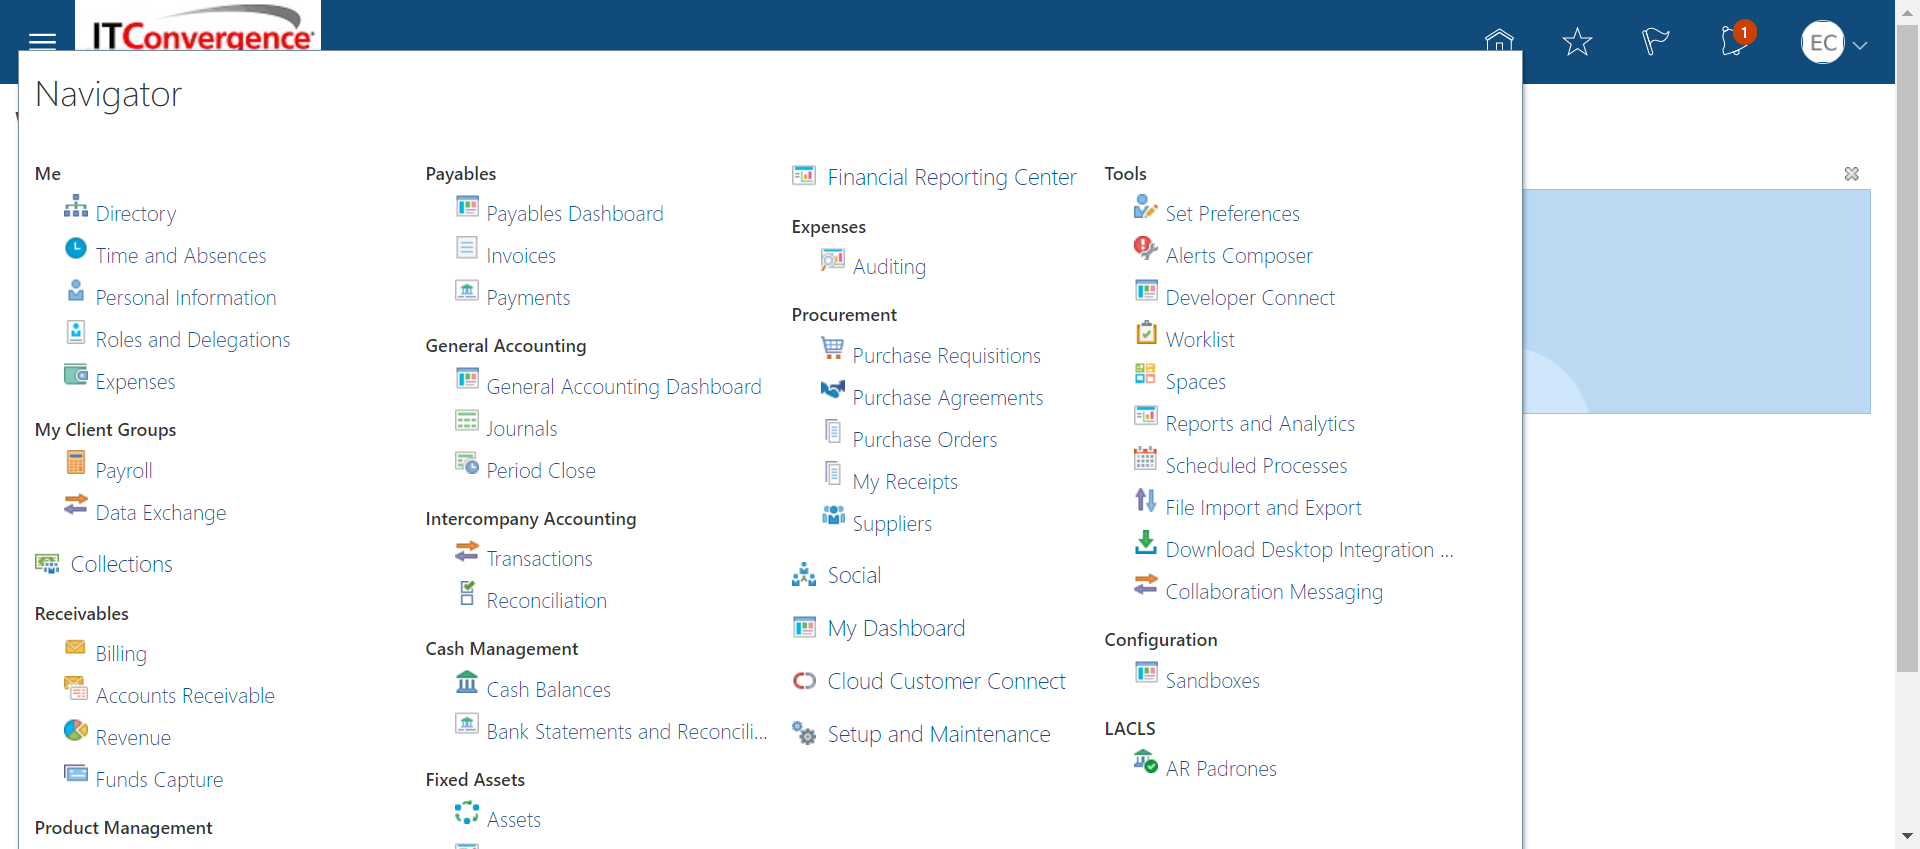 ITConvergence
1
EC
Navigator
Me
Directory
Time and Absences
Personal Information
Roles and Delegations
Expenses
My Client Groups
Payroll
Data Exchange
Collections
Receivables
Billing
Accounts Receivable
Revenue
Funds Capture
Product Management
Payables
Payables Dashboard
Invoices
Payments
General Accounting
General Accounting Dashboard
Journals
Period Close
Intercompany Accounting
Transactions
Reconciliation
Cash Management
Cash Balances
Bank Statements and Reconcili...
Fixed Assets
Assets
Financial Reporting Center
Expenses
Auditing
Procurement
Purchase Requisitions
Purchase Agreements
Purchase Orders
My Receipts
Suppliers
Social
My Dashboard
Cloud Customer Connect
Setup and Maintenance
Tools
Set Preferences
Alerts Composer
Developer Connect
Worklist
Spaces
Reports and Analytics
Scheduled Processes
File Import and Export
Download Desktop Integration ...
Collaboration Messaging
Configuration
Sandboxes
LACLS
AR Padrones